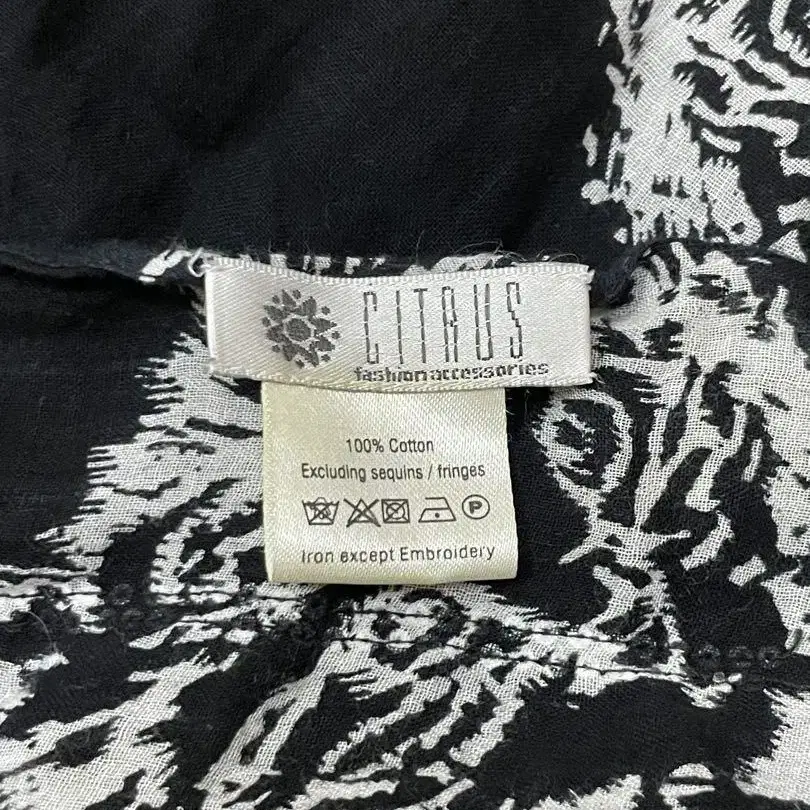 CITRUS
fashion accessories
100% Cotton
Excluding sequins / fringes
P
Iron except Embroidery